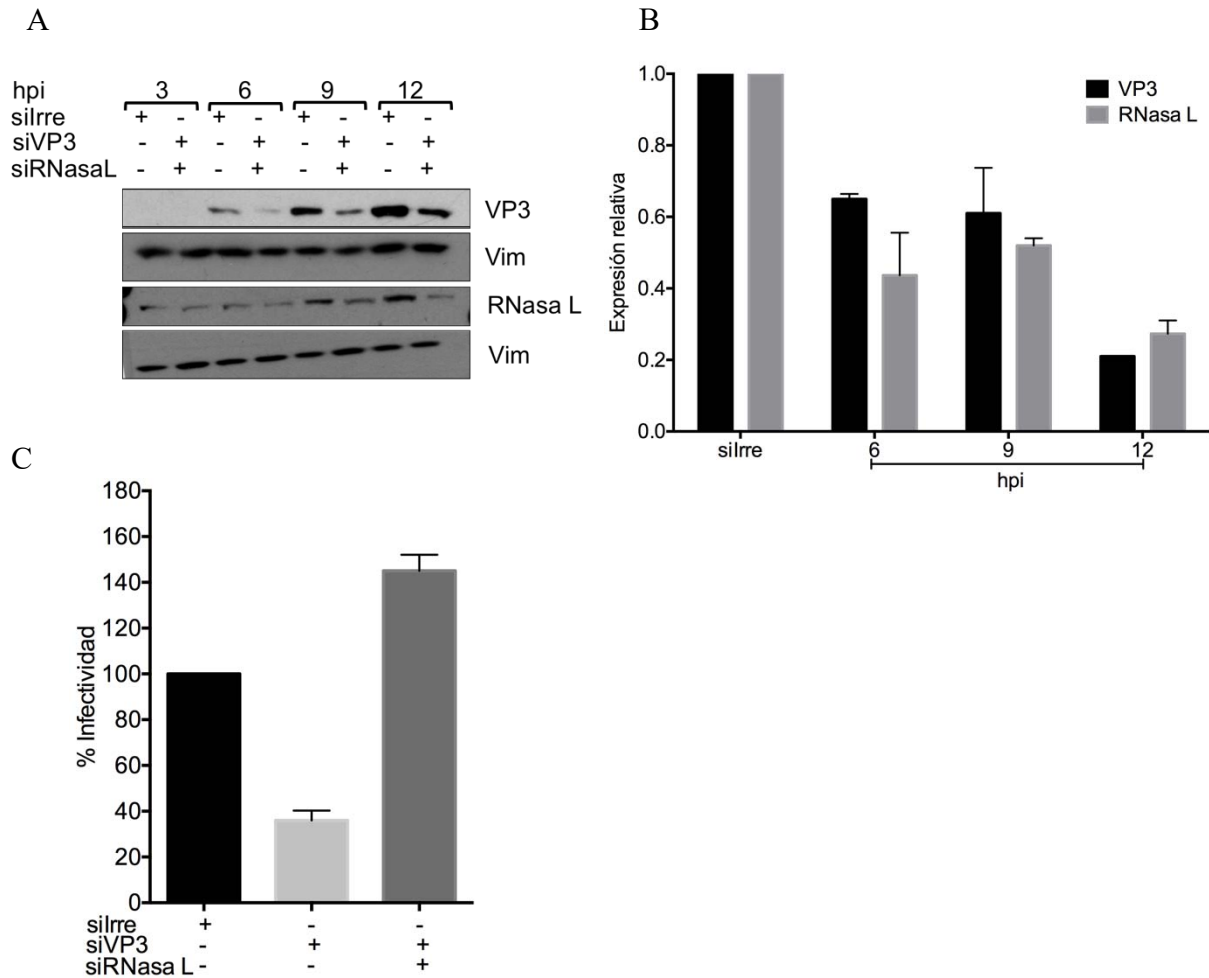 A
hpi 3 6 9 12
siIrre + - + - + - + -
siVP3 - + - + - + - +
siRNasaL - + - + - + - +
VP3
Vim
RNasa L
Vim
B
1.0
0.8
0.6
0.4
0.2
0.0
Expresión relativa
VP3
RNasa L
siIrre 6 9 12
hpi
C
180
160
140
120
100
80
60
40
20
0
% Infectividad
siIrre + - -
siVP3 - + +
siRNasa L - - +